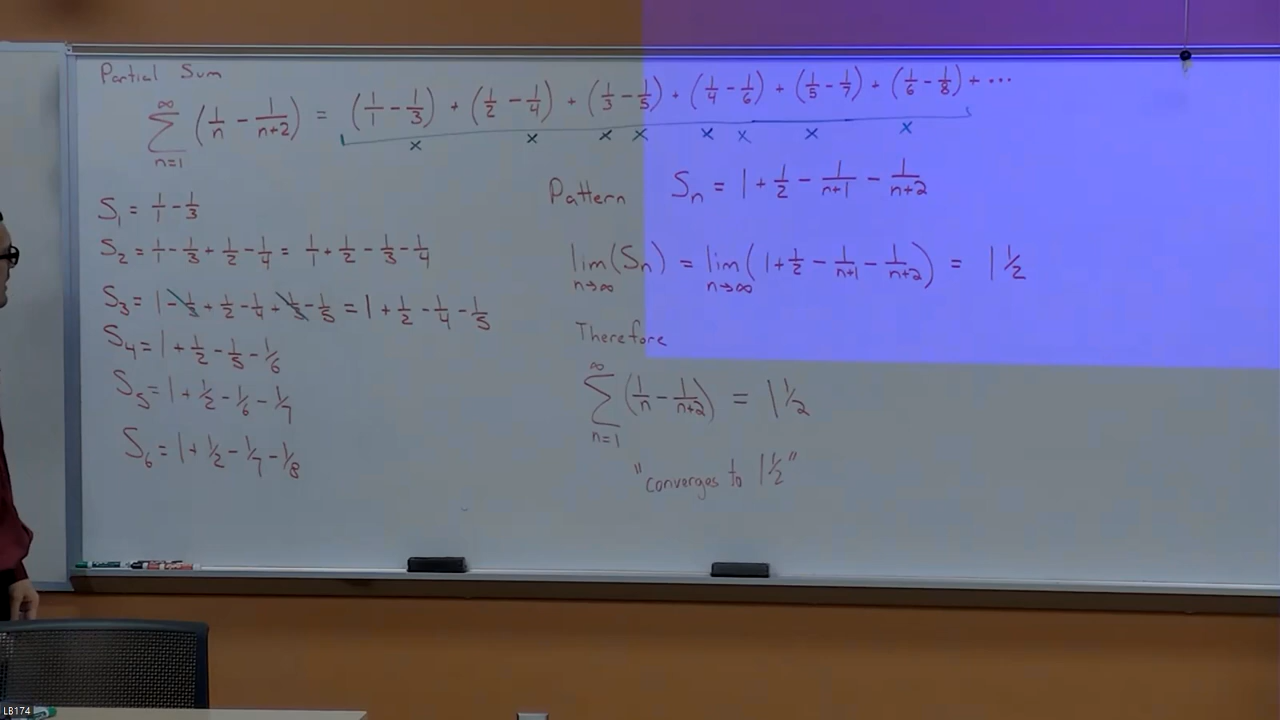 Partial Sum
∞ ∑ n=1 (1/n - 1/(n+2)) = (1/1 - 1/3) + (1/2 - 1/4) + (1/3 - 1/5) + (1/4 - 1/6) + (1/5 - 1/7) + (1/6 - 1/8) + ...
x x x x x x x x
S₁ = 1/1 - 1/3
S₂ = 1/1 - 1/3 + 1/2 - 1/4 = 1/1 + 1/2 - 1/3 - 1/4
S₃ = 1 - 1/3 + 1/2 - 1/4 + 1/3 - 1/5 = 1 + 1/2 - 1/4 - 1/5
S₄ = 1 + 1/2 - 1/5 - 1/6
S₅ = 1 + 1/2 - 1/6 - 1/7
S₆ = 1 + 1/2 - 1/7 - 1/8
Pattern Sₙ = 1 + 1/2 - 1/(n+1) - 1/(n+2)
lim n→∞ (Sₙ) = lim n→∞ (1 + 1/2 - 1/(n+1) - 1/(n+2)) = 1 1/2
Therefore
∞ ∑ n=1 (1/n - 1/(n+2)) = 1 1/2
"converges to 1 1/2"
LB174